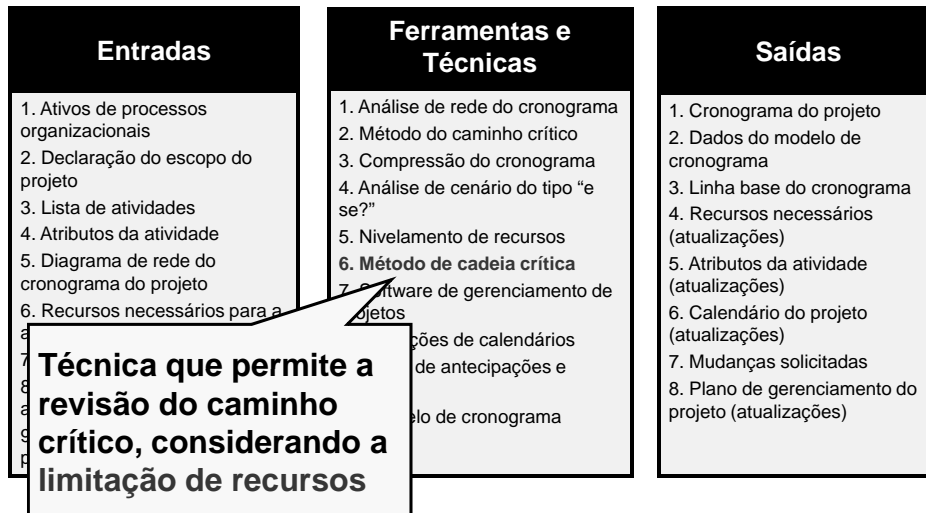 Entradas
1. Ativos de processos
organizacionais
2. Declaração do escopo do
projeto
3. Lista de atividades
4. Atributos da atividade
5. Diagrama de rede do
cronograma do projeto
6. Recursos necessários para a
Ferramentas e
Técnicas
1. Análise de rede do cronograma
2. Método do caminho crítico
3. Compressão do cronograma
4. Análise de cenário do tipo “e
se?”
5. Nivelamento de recursos
6. Método de cadeia crítica
7. Software de gerenciamento de
de calendários
de antecipações e
de cronograma
Técnica que permite a
revisão do caminho
crítico, considerando a
limitação de recursos
Saídas
1. Cronograma do projeto
2. Dados do modelo de
cronograma
3. Linha base do cronograma
4. Recursos necessários
(atualizações)
5. Atributos da atividade
(atualizações)
6. Calendário do projeto
(atualizações)
7. Mudanças solicitadas
8. Plano de gerenciamento do
projeto (atualizações)